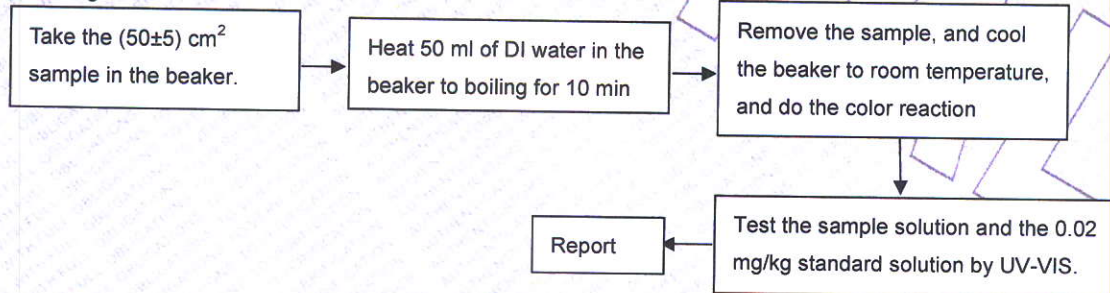 Take the (50±5) cm²
sample in the beaker.
Heat 50 ml of DI water in the
beaker to boiling for 10 min
Remove the sample, and cool
the beaker to room temperature,
and do the color reaction
Test the sample solution and the 0.02
mg/kg standard solution by UV-VIS.
Report